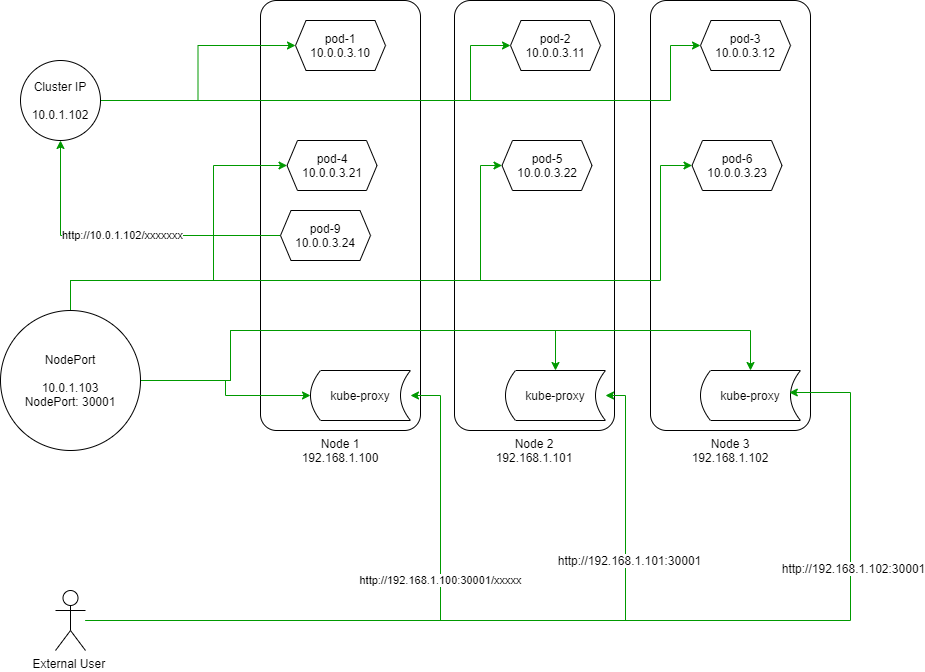 pod-1
10.0.0.3.10
pod-2
10.0.0.3.11
pod-3
10.0.0.3.12
Cluster IP
10.0.1.102
pod-4
10.0.0.3.21
pod-5
10.0.0.3.22
pod-6
10.0.0.3.23
pod-9
10.0.0.3.24
http://10.0.1.102/xxxxxxx
NodePort
10.0.1.103
NodePort: 30001
kube-proxy
kube-proxy
kube-proxy
Node 1
192.168.1.100
Node 2
192.168.1.101
Node 3
192.168.1.102
http://192.168.1.101:30001
http://192.168.1.102:30001
http://192.168.1.100:30001/xxxxx
External User